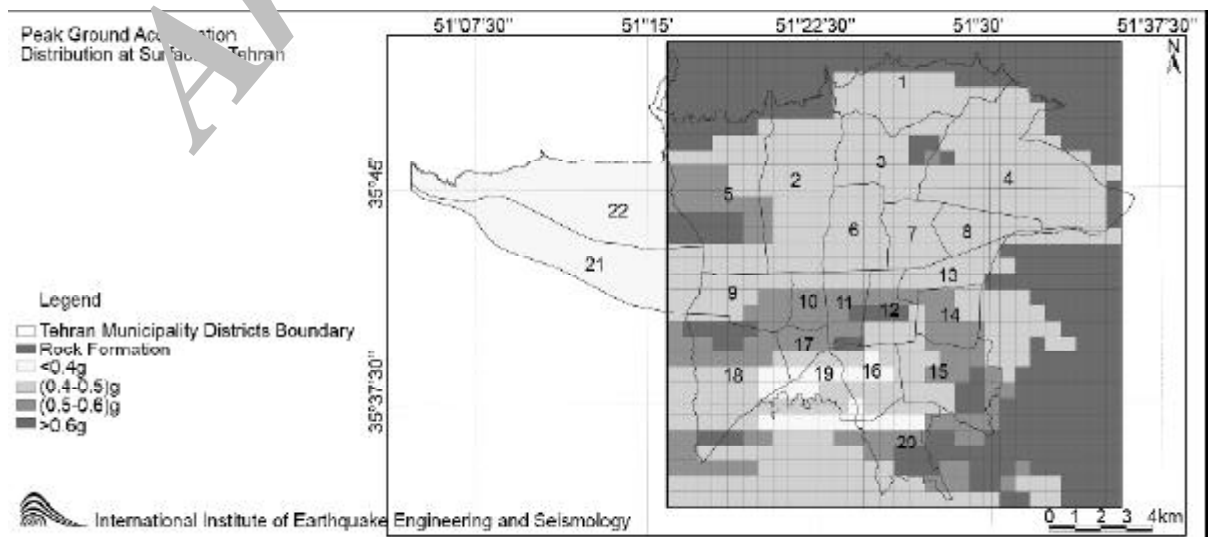 Peak Ground Acc
Distribution at Surfac Tehran
51°07'30" 51°15' 51°22'30" 51°30' 51°37'30"
N
A
1
3
35°45'
5 2 4
22
6 7 8
21
13
9 10 11 12 14
17
18 19 16 15
35°37'30"
20
Legend
Tehran Municipality Districts Boundary
Rock Formation
<0.4g
(0.4-0.5)g
(0.5-0.6)g
>0.6g
International Institute of Earthquake Engineering and Seismology
0 1 2 3 4km